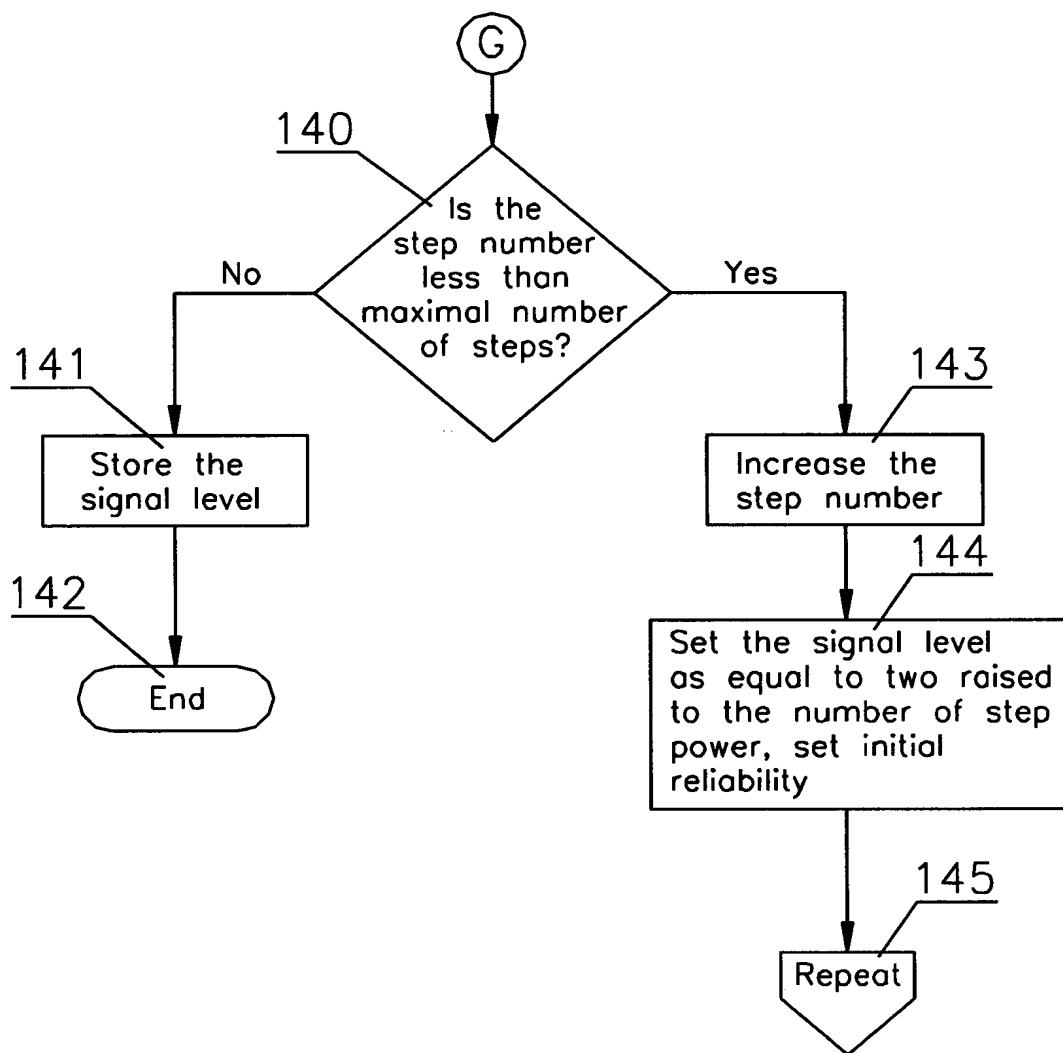 G
140
Is the
step number
less than
maximal number
of steps?
No
Yes
141
Store the
signal level
143
Increase the
step number
142
End
144
Set the signal level
as equal to two raised
to the number of step
power, set initial
reliability
145
Repeat